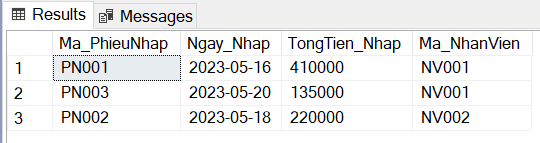 Results Messages
Ma_PhieuNhap Ngay_Nhap TongTien_Nhap Ma_NhanVien
1 PN001 2023-05-16 410000 NV001
2 PN003 2023-05-20 135000 NV001
3 PN002 2023-05-18 220000 NV002